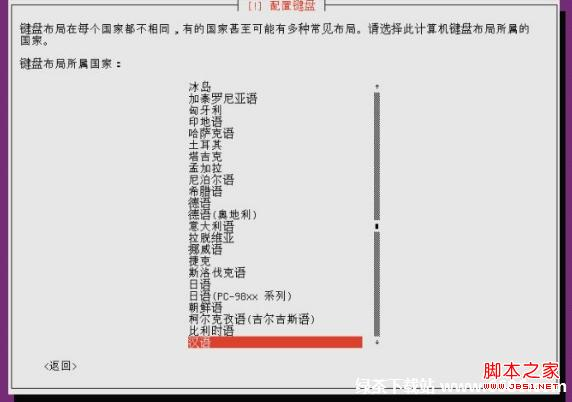 [!] 配置键盘
键盘布局在每个国家都不相同，有的国家甚至可能有多种常见布局。请选择此计算机键盘布局所属的
国家。
键盘布局所属国家：
冰岛
加泰罗尼亚语
匈牙利
印地语
哈萨克语
土耳其
塔吉克
孟加拉
尼泊尔语
希腊语
德语
德语(奥地利)
意大利语
拉脱维亚
挪威语
捷克
斯洛伐克语
日语
日语(PC-98xx 系列)
朝鲜语
柯尔克孜语(吉尔吉斯语)
比利时语
汉语
<返回>
脚本之家
绿茶下载站 www.
www.JB51.net